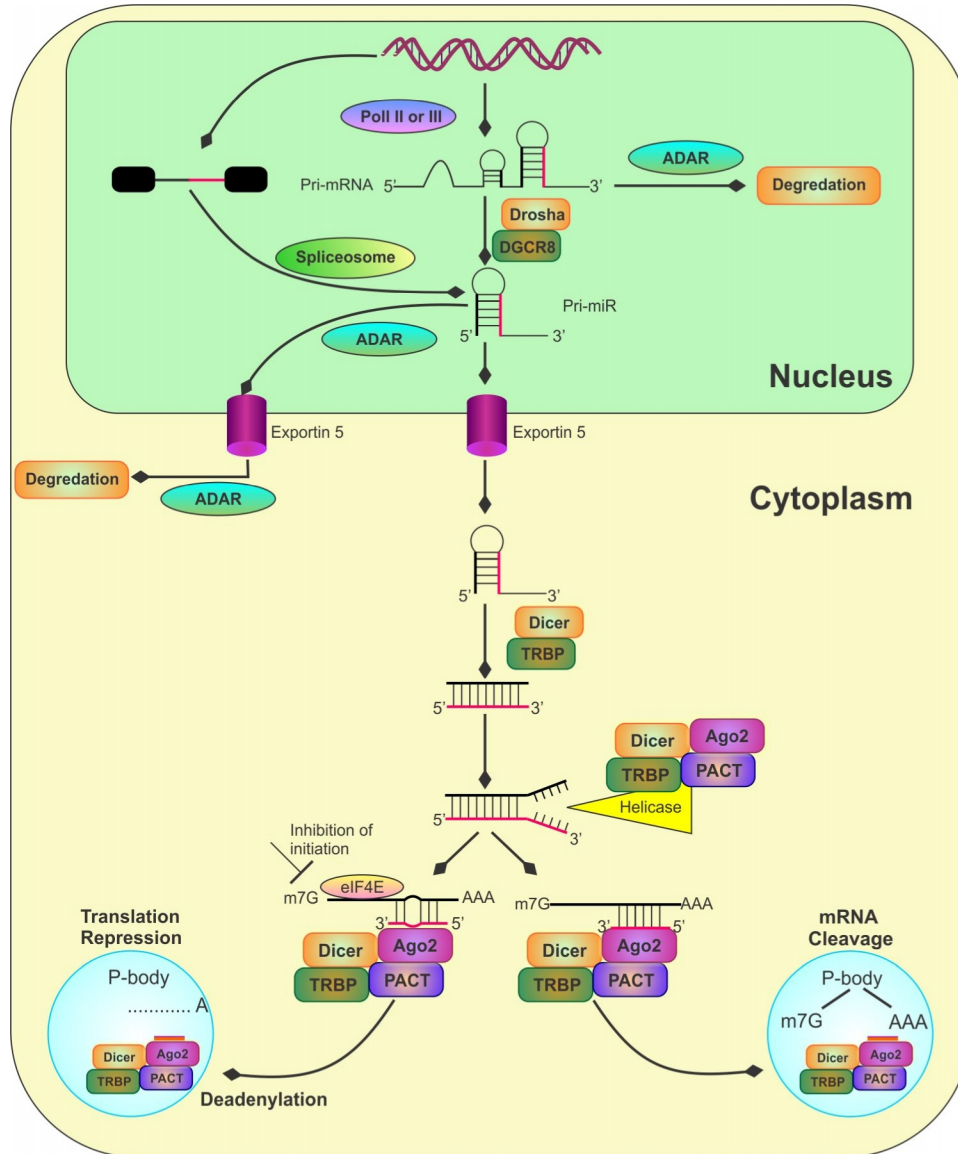 Poll II or III
Pri-mRNA
5’
3’
ADAR
Degredation
Drosha
DGCR8
Spliceosome
Pri-miR
5’
3’
ADAR
Nucleus
Exportin 5
Exportin 5
Degredation
ADAR
Cytoplasm
5’
3’
Dicer
TRBP
5’
3’
Dicer
Ago2
TRBP
PACT
Helicase
5’
3’
Inhibition of
initiation
m7G
eIF4E
AAA
3’
5’
Dicer
Ago2
TRBP
PACT
m7G
AAA
3’
5’
Dicer
Ago2
TRBP
PACT
Translation
Repression
P-body
............ A
Dicer
Ago2
TRBP
PACT
Deadenylation
mRNA
Cleavage
P-body
m7G
AAA
Dicer
Ago2
TRBP
PACT